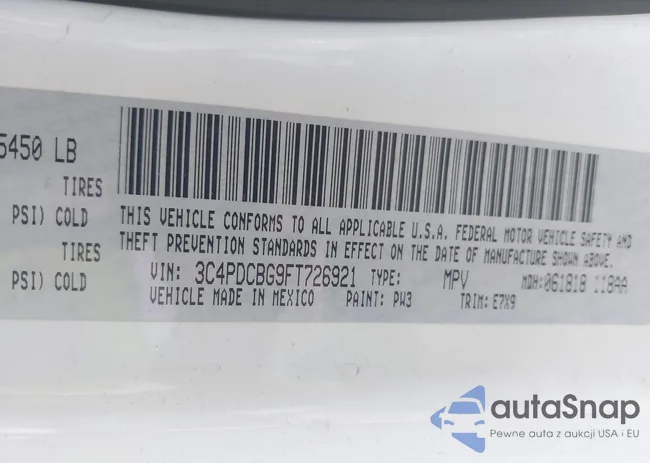 5450 LB
TIRES
PSI) COLD
TIRES
PSI) COLD
THIS VEHICLE CONFORMS TO ALL APPLICABLE U.S.A. FEDERAL MOTOR VEHICLE SAFETY AND
THEFT PREVENTION STANDARDS IN EFFECT ON THE DATE OF MANUFACTURE SHOWN ABOVE.
VIN: 3C4PDCBG9FT726921 TYPE: MPV MDH:061818 118AA
VEHICLE MADE IN MEXICO PAINT: PW3 TRIM: E7X9
autoSnap
Pewne auta z aukcji USA i EU